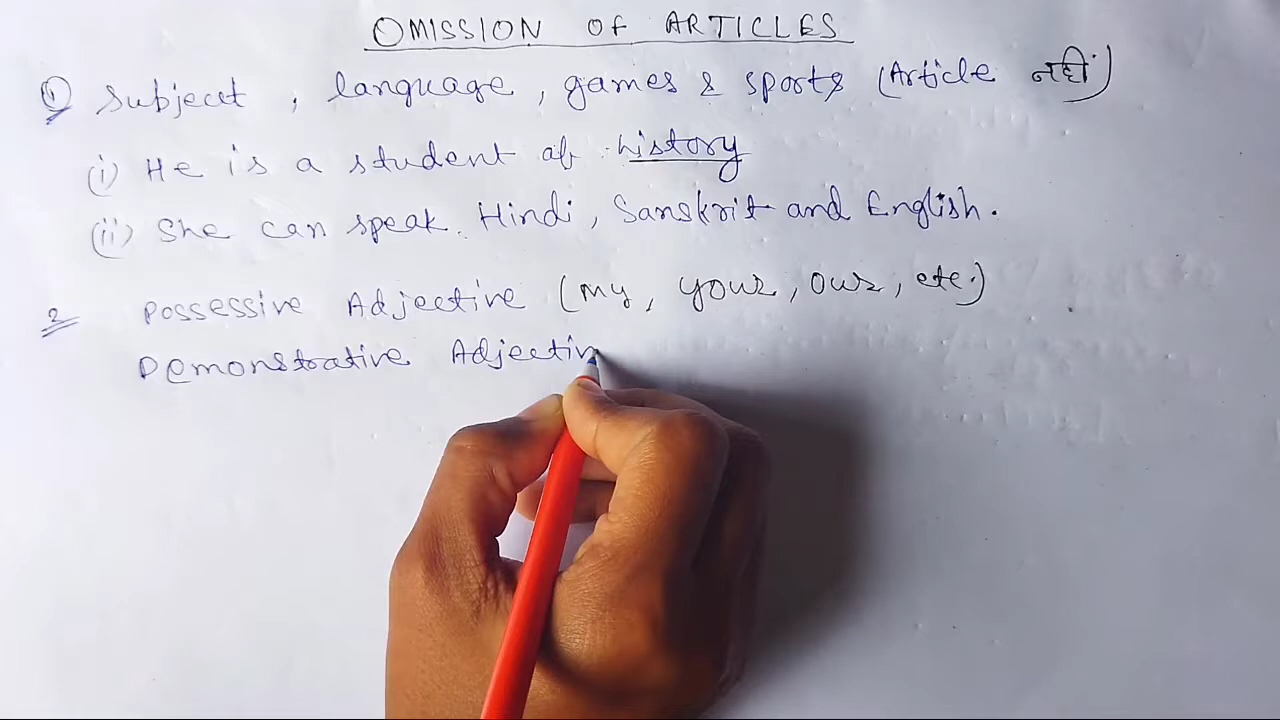 OMISSION OF ARTICLES
① Subject, language, games & sports (Article नहीं)
(i) He is a student of history
(ii) She can speak Hindi, Sanskrit and English.
2 Possessive Adjective (My, your, our, etc.)
Demonstrative Adjectiv